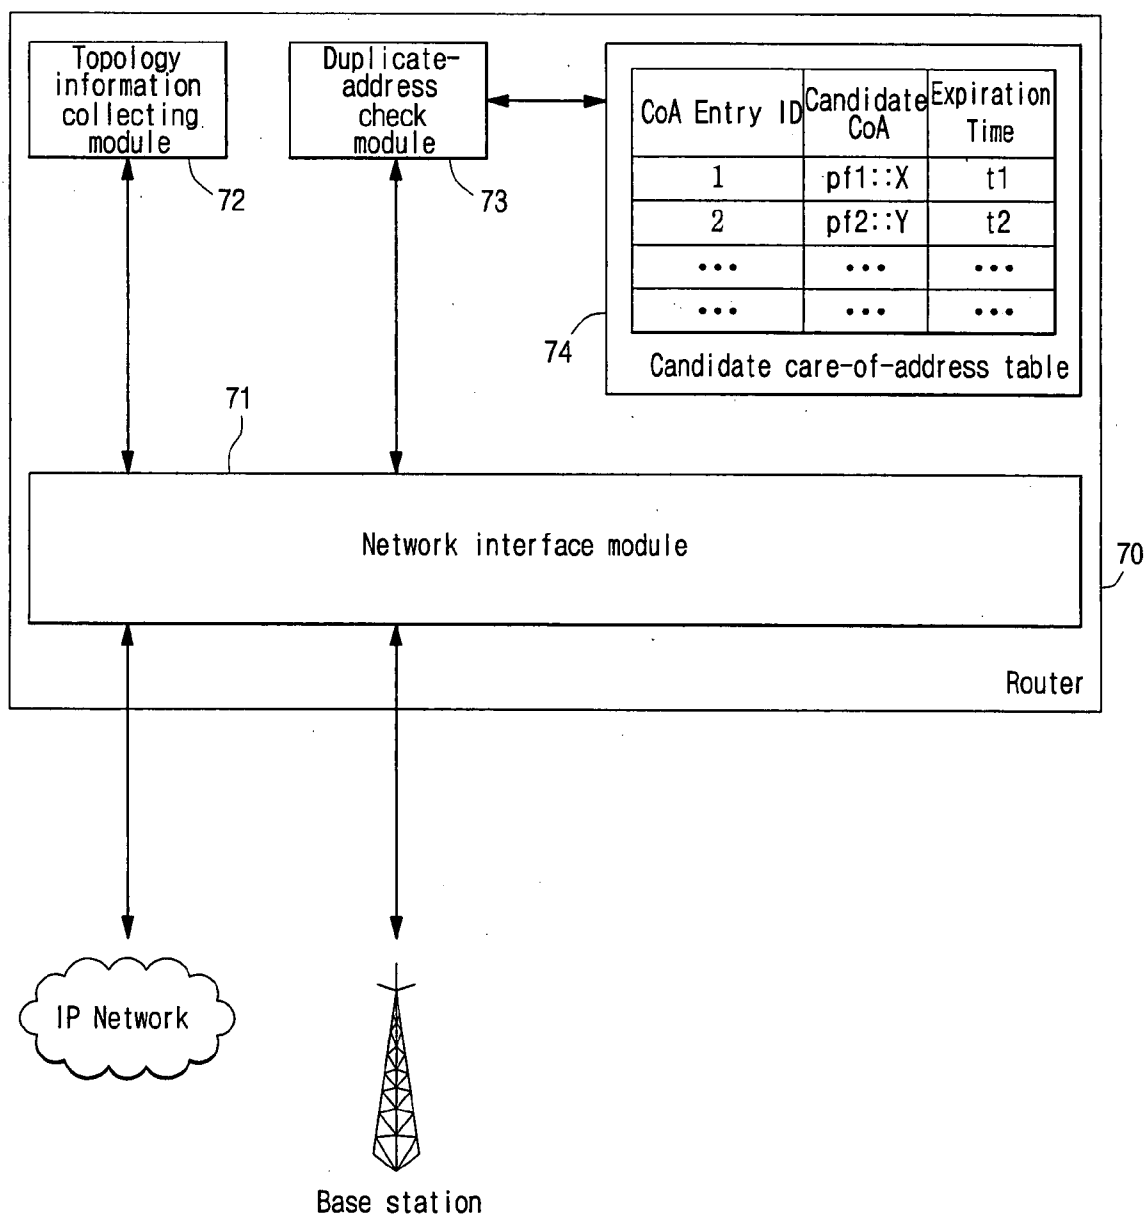 Topology
information
collecting
module
72
Duplicate-
address
check
module
73
CoA Entry ID
Candidate
CoA
Expiration
Time
1
pf1::X
t1
2
pf2::Y
t2
•••
•••
•••
•••
•••
•••
Candidate care-of-address table
74
71
Network interface module
70
Router
IP Network
Base station